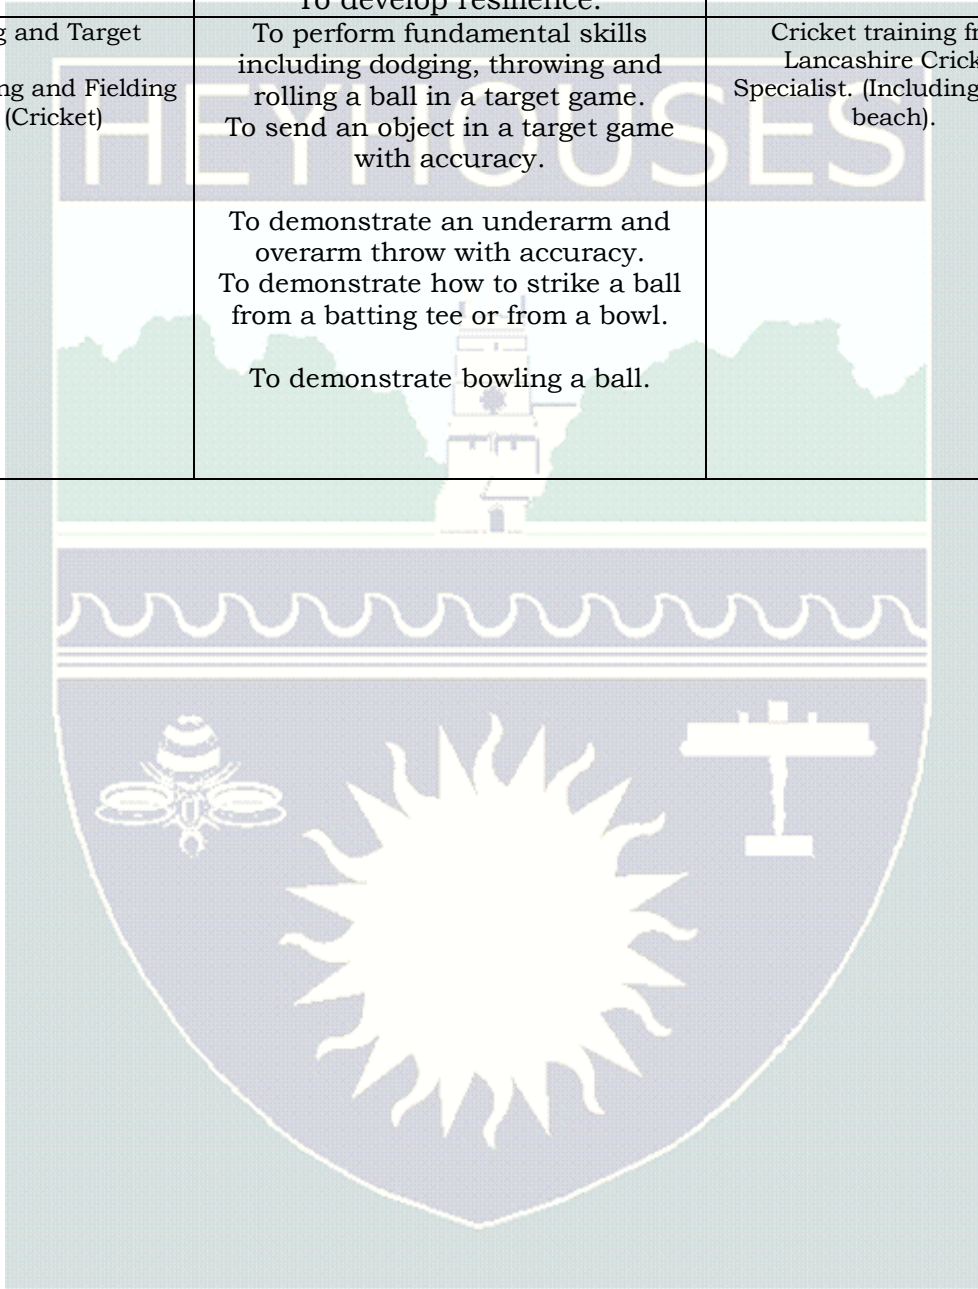 To develop resilience.
g and Target
ng and Fielding
(Cricket)
To perform fundamental skills
including dodging, throwing and
rolling a ball in a target game.
To send an object in a target game
with accuracy.
To demonstrate an underarm and
overarm throw with accuracy.
To demonstrate how to strike a ball
from a batting tee or from a bowl.
To demonstrate bowling a ball.
Cricket training fr
Lancashire Crick
Specialist. (Including
beach).
HEYHOUSES